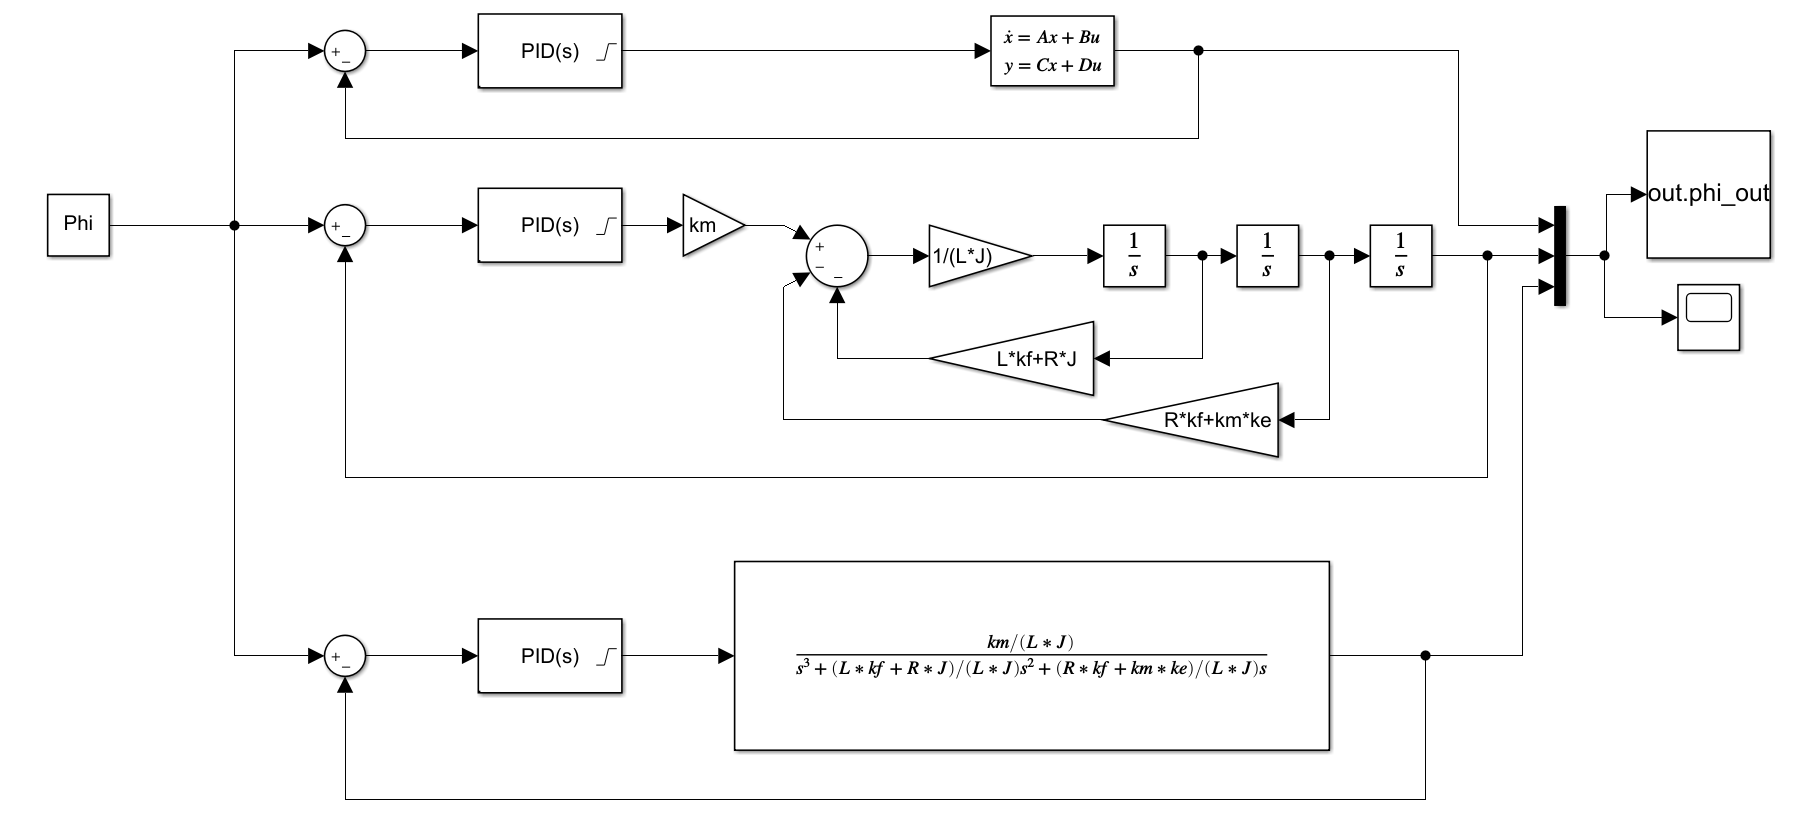 +
−
PID(s)
ẋ = Ax + Bu
y = Cx + Du
Phi
+
−
PID(s)
km
+
−
−
1/(L*J)
1
s
1
s
1
s
out.phi_out
L*kf+R*J
R*kf+km*ke
+
−
PID(s)
km/(L ∗ J)
s³ + (L ∗ kf + R ∗ J)/(L ∗ J)s² + (R ∗ kf + km ∗ ke)/(L ∗ J)s